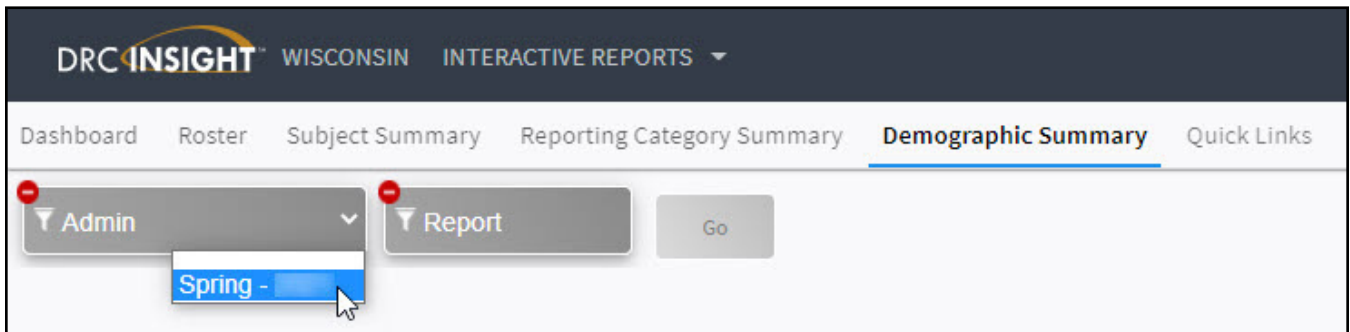 DRC INSIGHT™ WISCONSIN INTERACTIVE REPORTS
Dashboard Roster Subject Summary Reporting Category Summary Demographic Summary Quick Links
Admin Report Go
Spring -